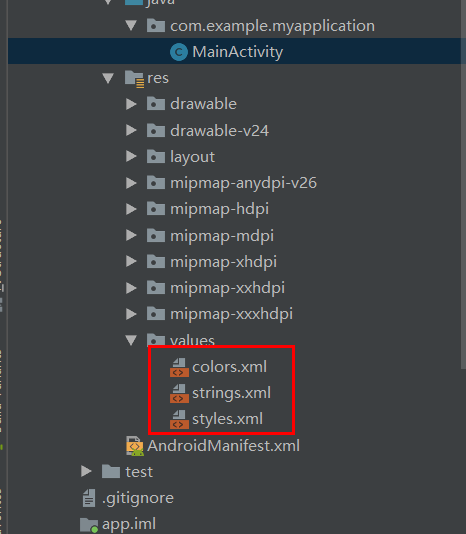 java
com.example.myapplication
MainActivity
res
drawable
drawable-v24
layout
mipmap-anydpi-v26
mipmap-hdpi
mipmap-mdpi
mipmap-xhdpi
mipmap-xxhdpi
mipmap-xxxhdpi
values
colors.xml
strings.xml
styles.xml
AndroidManifest.xml
test
.gitignore
app.iml